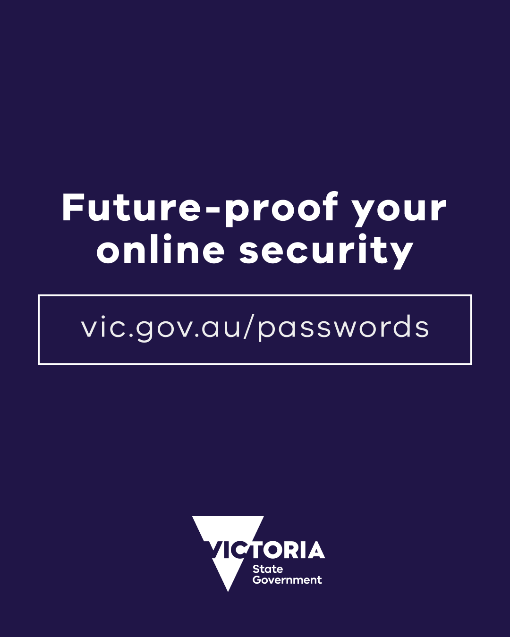 Future-proof your
online security
vic.gov.au/passwords
VICTORIA
State
Government